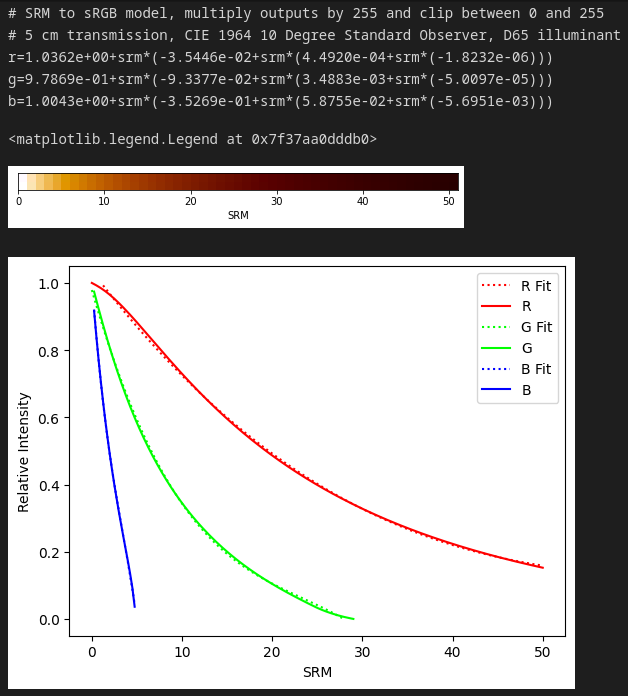 # SRM to sRGB model, multiply outputs by 255 and clip between 0 and 255
# 5 cm transmission, CIE 1964 10 Degree Standard Observer, D65 illuminant
r=1.0362e+00+srm*(-3.5446e-02+srm*(4.4920e-04+srm*(-1.8232e-06)))
g=9.7869e-01+srm*(-9.3377e-02+srm*(3.4883e-03+srm*(-5.0097e-05)))
b=1.0043e+00+srm*(-3.5269e-01+srm*(5.8755e-02+srm*(-5.6951e-03)))
<matplotlib.legend.Legend at 0x7f37aa0dddb0>
0 10 20 30 40 50
SRM
R Fit
R
G Fit
G
B Fit
B
Relative Intensity
1.0
0.8
0.6
0.4
0.2
0.0
0 10 20 30 40 50
SRM